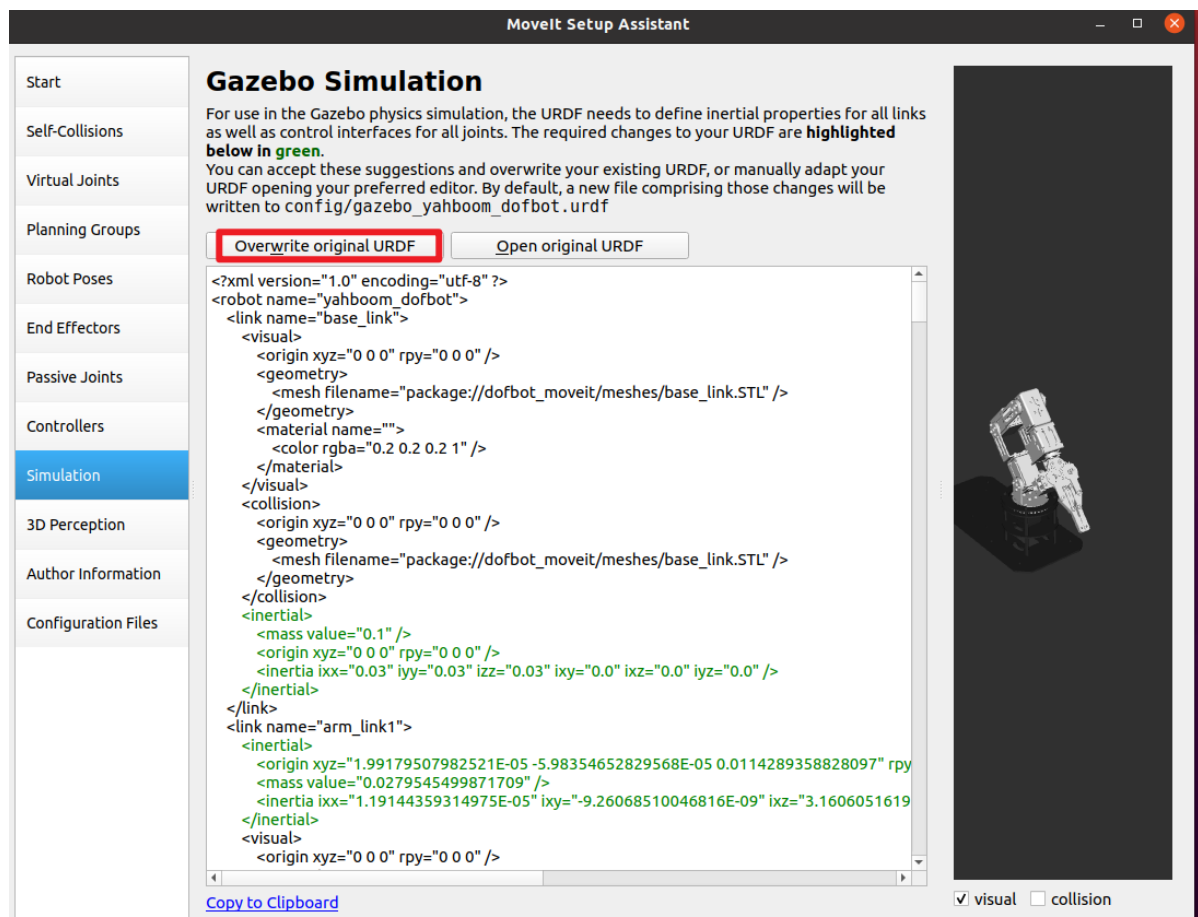 MoveIt Setup Assistant
Start
Self-Collisions
Virtual Joints
Planning Groups
Robot Poses
End Effectors
Passive Joints
Controllers
Simulation
3D Perception
Author Information
Configuration Files
Gazebo Simulation
For use in the Gazebo physics simulation, the URDF needs to define inertial properties for all links
as well as control interfaces for all joints. The required changes to your URDF are highlighted
below in green.
You can accept these suggestions and overwrite your existing URDF, or manually adapt your
URDF opening your preferred editor. By default, a new file comprising those changes will be
written to config/gazebo_yahboom_dofbot.urdf
Overwrite original URDF
Open original URDF
<?xml version="1.0" encoding="utf-8" ?>
<robot name="yahboom_dofbot">
<link name="base_link">
<visual>
<origin xyz="0 0 0" rpy="0 0 0" />
<geometry>
<mesh filename="package://dofbot_moveit/meshes/base_link.STL" />
</geometry>
<material name="">
<color rgba="0.2 0.2 0.2 1" />
</material>
</visual>
<collision>
<origin xyz="0 0 0" rpy="0 0 0" />
<geometry>
<mesh filename="package://dofbot_moveit/meshes/base_link.STL" />
</geometry>
</collision>
<inertial>
<mass value="0.1" />
<origin xyz="0 0 0" rpy="0 0 0" />
<inertia ixx="0.03" iyy="0.03" izz="0.03" ixy="0.0" ixz="0.0" iyz="0.0" />
</inertial>
</link>
<link name="arm_link1">
<inertial>
<origin xyz="1.99179507982521E-05 -5.98354652829568E-05 0.0114289358828097" rpy
<mass value="0.0279545499871709" />
<inertia ixx="1.19144359314975E-05" ixy="-9.26068510046816E-09" ixz="3.1606051619
</inertial>
<visual>
<origin xyz="0 0 0" rpy="0 0 0" />
Copy to Clipboard
visual
collision